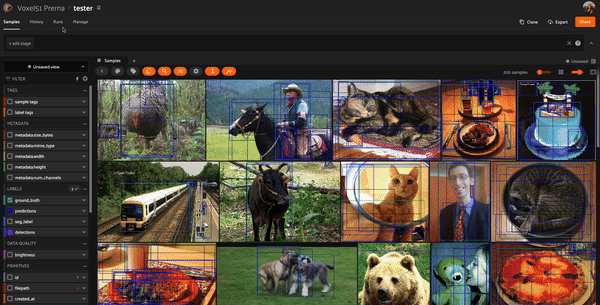 Voxel51 Prerna › tester
Samples History Runs Manage
Clone Export Share
+ add stage
Unsaved view
Samples +
Unsaved
FILTER
200 samples
TAGS
sample tags
label tags
METADATA
metadata.size_bytes
metadata.mime_type
metadata.width
metadata.height
metadata.num_channels
LABELS
ground_truth
predictions
seg_label
detections
DATA QUALITY
brightness
PRIMITIVES
id
filepath
created_at